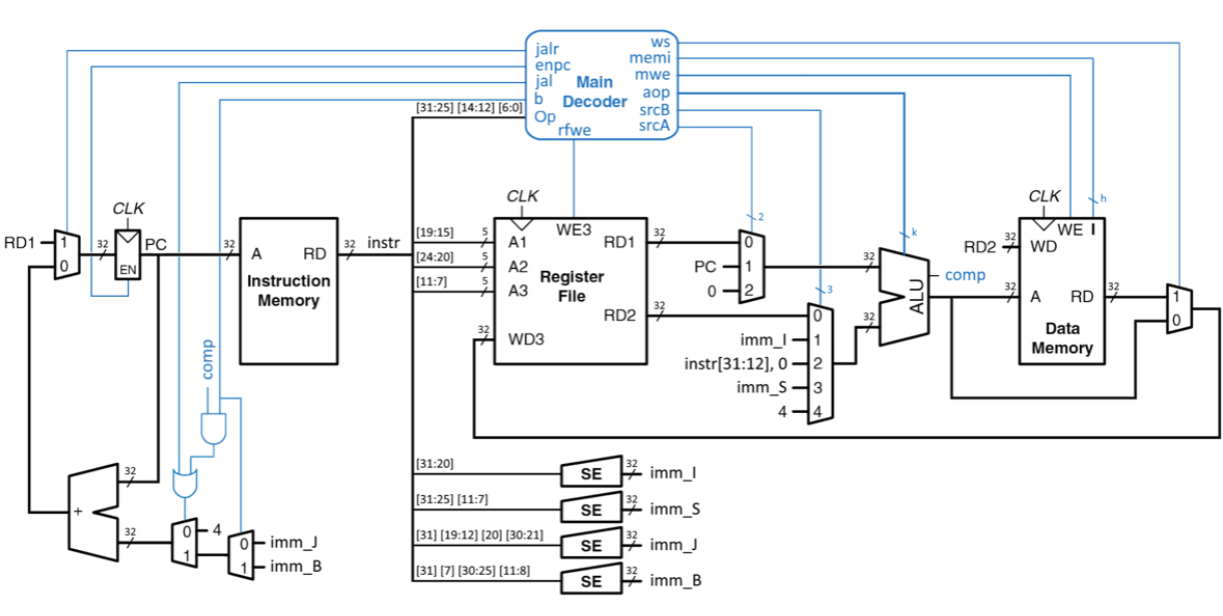 jalr
enpc
jal
b
Op
Main
Decoder
rfwe
ws
memi
mwe
aop
srcB
srcA
[31:25] [14:12] [6:0]
RD1
1
0
32
CLK
PC
EN
32
A
RD
Instruction
Memory
32
instr
[19:15]
5
[24:20]
5
[11:7]
5
CLK
WE3
A1
A2
A3
WD3
32
Register
File
RD1
32
RD2
32
2
0
PC
1
0
2
3
0
imm_I
1
instr[31:12], 0
2
imm_S
3
4
4
32
32
k
ALU
comp
CLK
h
WE
I
RD2
32
WD
32
A
RD
32
Data
Memory
1
0
comp
32
+
32
0
4
1
0
imm_J
1
imm_B
[31:20]
SE
32
imm_I
[31:25] [11:7]
SE
32
imm_S
[31] [19:12] [20] [30:21]
SE
32
imm_J
[31] [7] [30:25] [11:8]
SE
32
imm_B